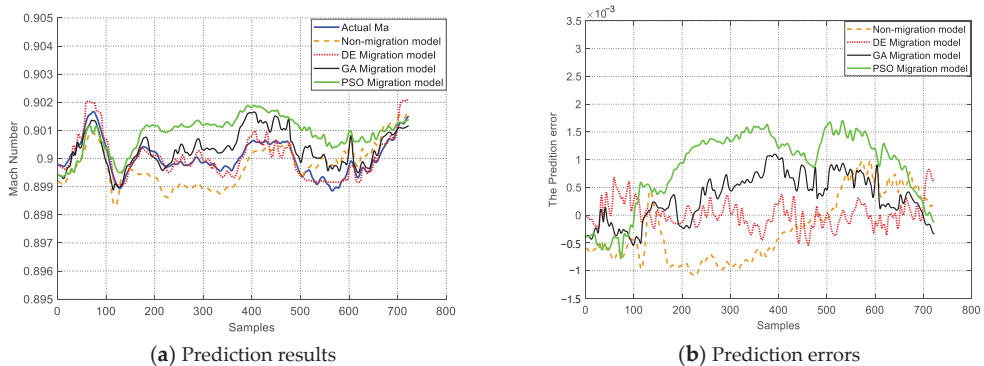 0.905
0.904
0.903
0.902
0.901
0.90
0.899
0.898
0.897
0.896
0.895
Mach Number
0
100
200
300
400
500
600
700
800
Samples
Actual Ma
Non-migration model
DE Migration model
GA Migration model
PSO Migration model
(a) Prediction results
×10⁻³
3.5
3
2.5
2
1.5
1
0.5
0
−0.5
−1
−1.5
The Predition error
0
100
200
300
400
500
600
700
800
Samples
Non-migration model
DE Migration model
GA Migration model
PSO Migration model
(b) Prediction errors